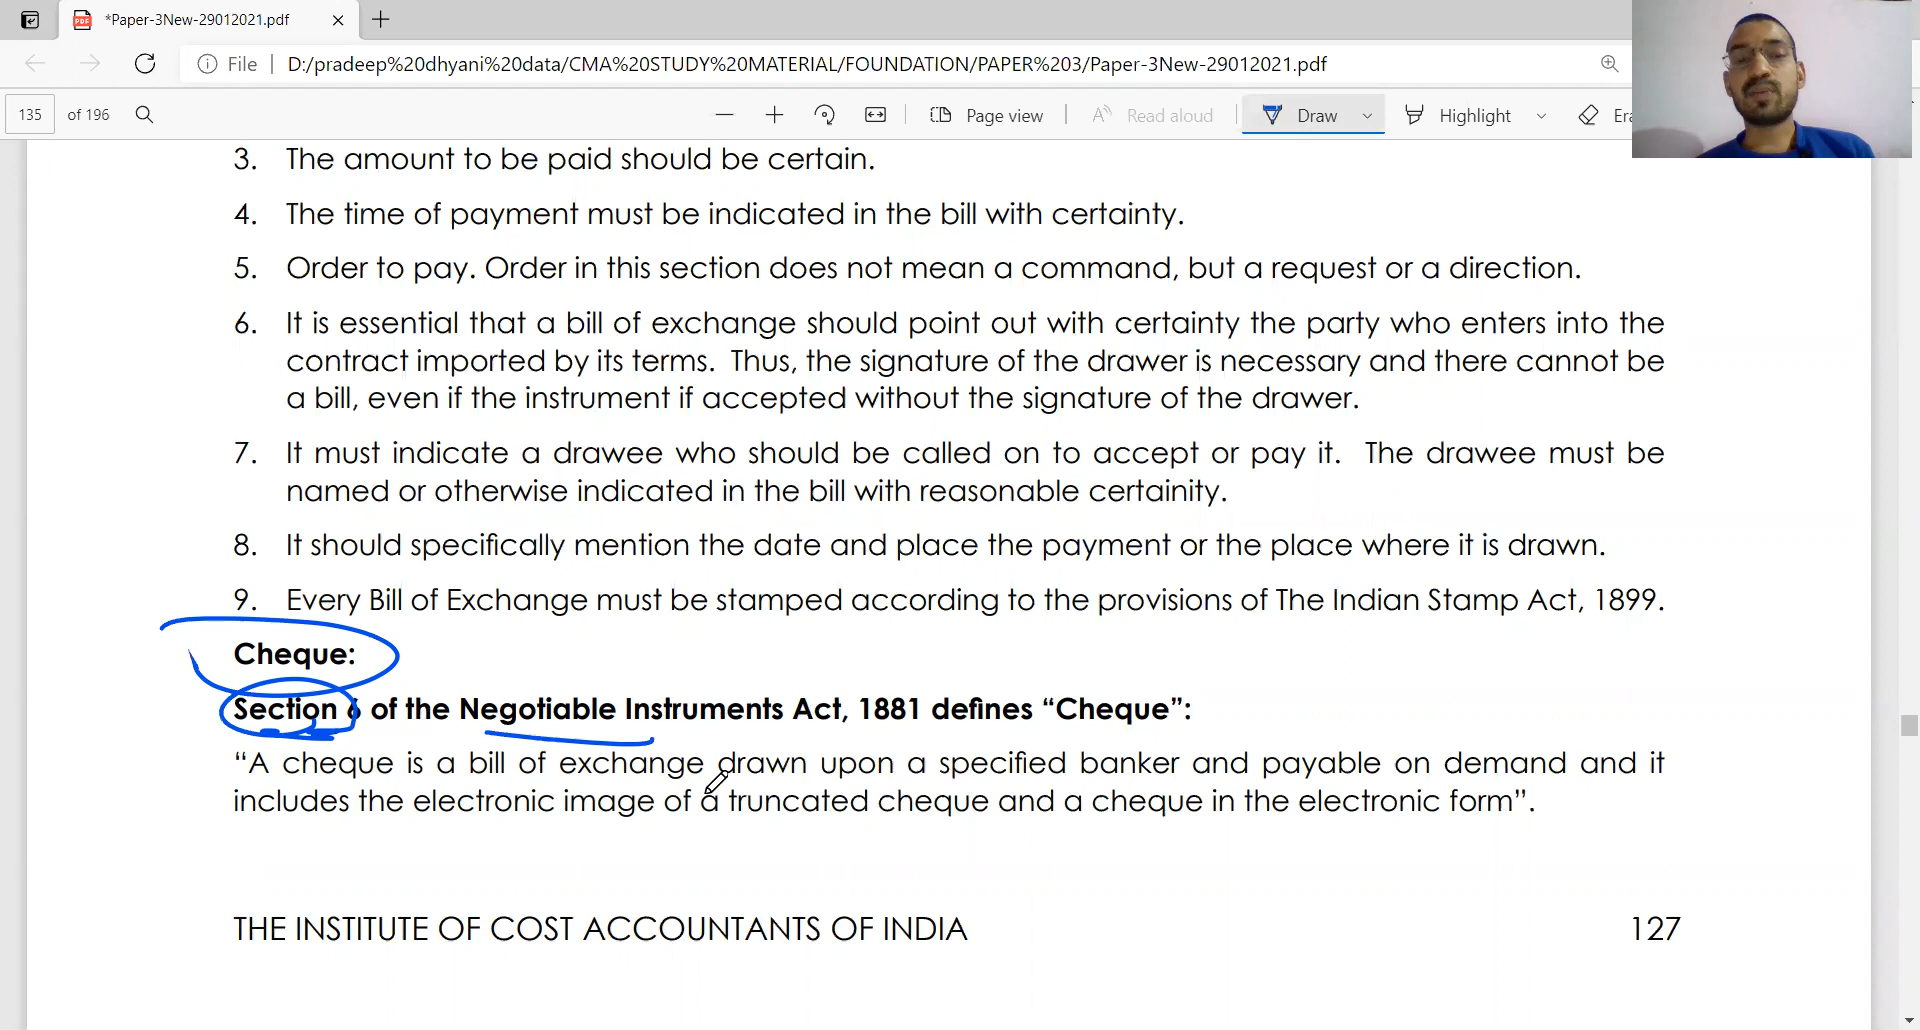 *Paper-3New-29012021.pdf
PDF
File
D:/pradeep%20dhyani%20data/CMA%20STUDY%20MATERIAL/FOUNDATION/PAPER%203/Paper-3New-29012021.pdf
135 of 196
Page view
Read aloud
Draw
Highlight
Era
3. The amount to be paid should be certain.
4. The time of payment must be indicated in the bill with certainty.
5. Order to pay. Order in this section does not mean a command, but a request or a direction.
6. It is essential that a bill of exchange should point out with certainty the party who enters into the
contract imported by its terms. Thus, the signature of the drawer is necessary and there cannot be
a bill, even if the instrument if accepted without the signature of the drawer.
7. It must indicate a drawee who should be called on to accept or pay it. The drawee must be
named or otherwise indicated in the bill with reasonable certainity.
8. It should specifically mention the date and place the payment or the place where it is drawn.
9. Every Bill of Exchange must be stamped according to the provisions of The Indian Stamp Act, 1899.
Cheque:
Section 6 of the Negotiable Instruments Act, 1881 defines “Cheque”:
“A cheque is a bill of exchange drawn upon a specified banker and payable on demand and it
includes the electronic image of a truncated cheque and a cheque in the electronic form”.
THE INSTITUTE OF COST ACCOUNTANTS OF INDIA
127